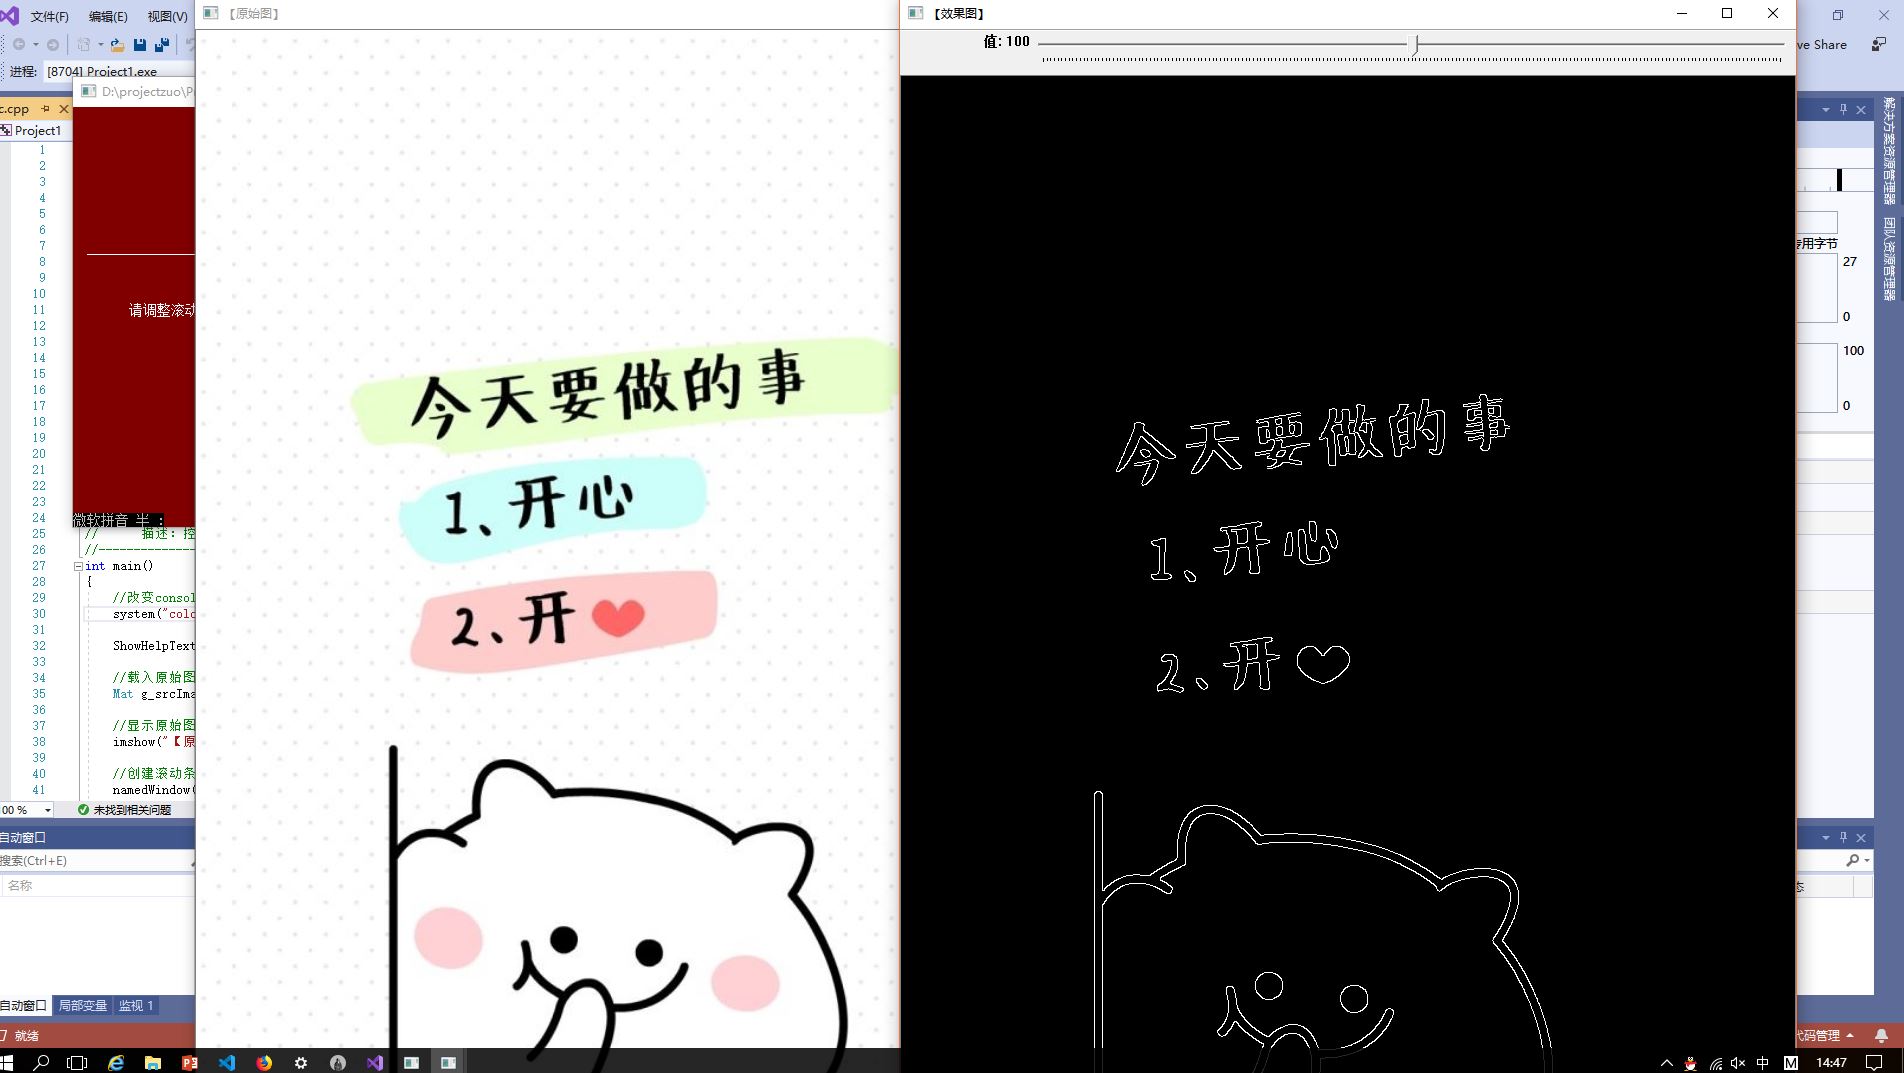 文件(F) 编辑(E) 视图(V)
【原始图】
【效果图】
ve Share
进程: [8704] Project1.exe
值: 100
D:\projectzuo\P
c.cpp
Project1
1
2
3
4
5
6
7
8
9
10
11
12
13
14
15
16
17
18
19
20
21
22
23
24
25
26
27
28
29
30
31
32
33
34
35
36
37
38
39
40
41
请调整滚动
微软拼音 半 :
// 描述: 控
//--------------
int main()
{
//改变consol
system("colo
ShowHelpText
//载入原始图
Mat g_srcIma
//显示原始图
imshow("【原
//创建滚动条
namedWindow(
今天要做的事
1、开心
2、开
今天要做的事
1、开心
2、开
解决方案资源管理器
团队资源管理器
专用字节
27
0
100
0
00 %
未找到相关问题
自动窗口
搜索(Ctrl+E)
名称
态
自动窗口 局部变量 监视 1
就绪
代码管理
中
M
14:47